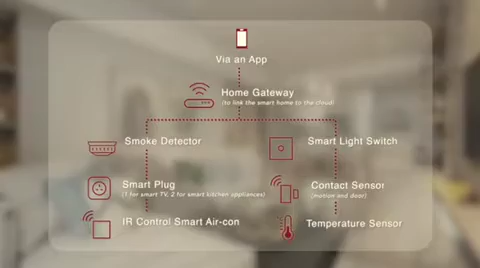 Via an App
Home Gateway
(to link the smart home to the cloud)
Smoke Detector
Smart Light Switch
Smart Plug
(1 for smart TV, 2 for smart kitchen appliances)
Contact Sensor
(motion and door)
IR Control Smart Air-con
Temperature Sensor